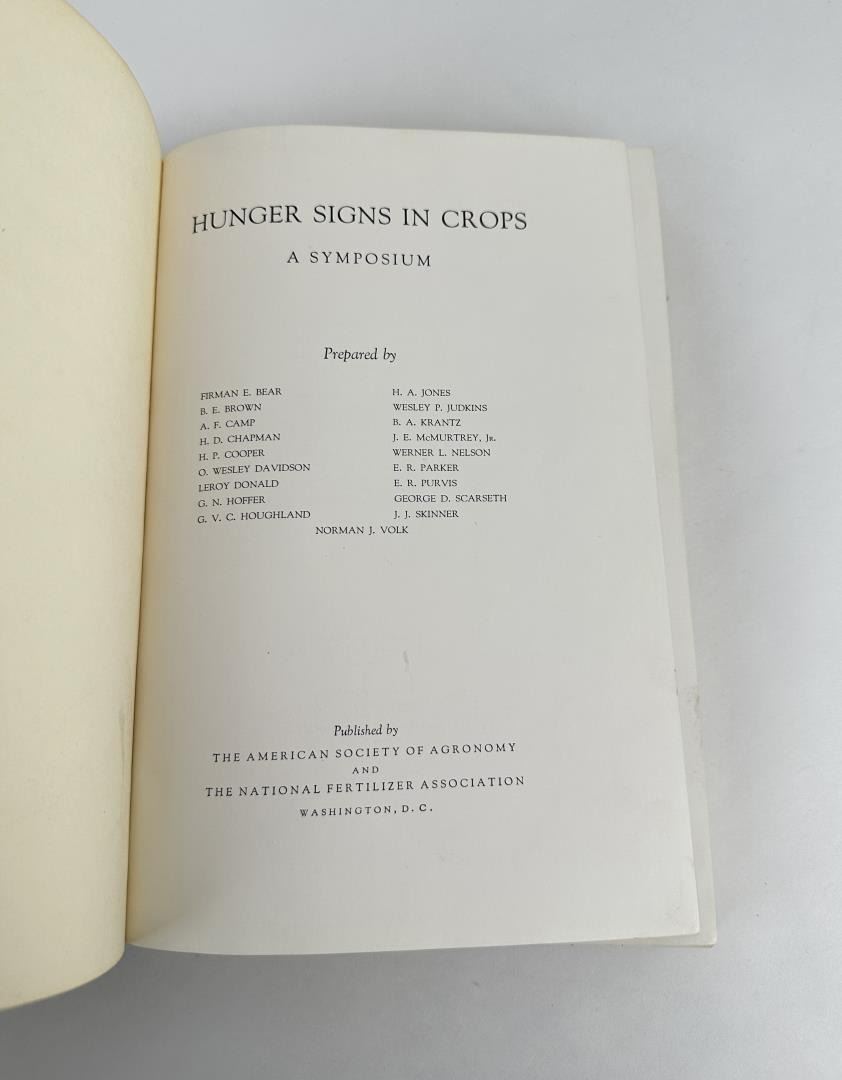 HUNGER SIGNS IN CROPS
A SYMPOSIUM
Prepared by
FIRMAN E. BEAR
B. E. BROWN
A. F. CAMP
H. D. CHAPMAN
H. P. COOPER
O. WESLEY DAVIDSON
LEROY DONALD
G. N. HOFFER
G. V. C. HOUGHLAND
H. A. JONES
WESLEY P. JUDKINS
B. A. KRANTZ
J. E. McMURTREY, Jr.
WERNER L. NELSON
E. R. PARKER
E. R. PURVIS
GEORGE D. SCARSETH
J. J. SKINNER
NORMAN J. VOLK
Published by
THE AMERICAN SOCIETY OF AGRONOMY
AND
THE NATIONAL FERTILIZER ASSOCIATION
WASHINGTON, D. C.